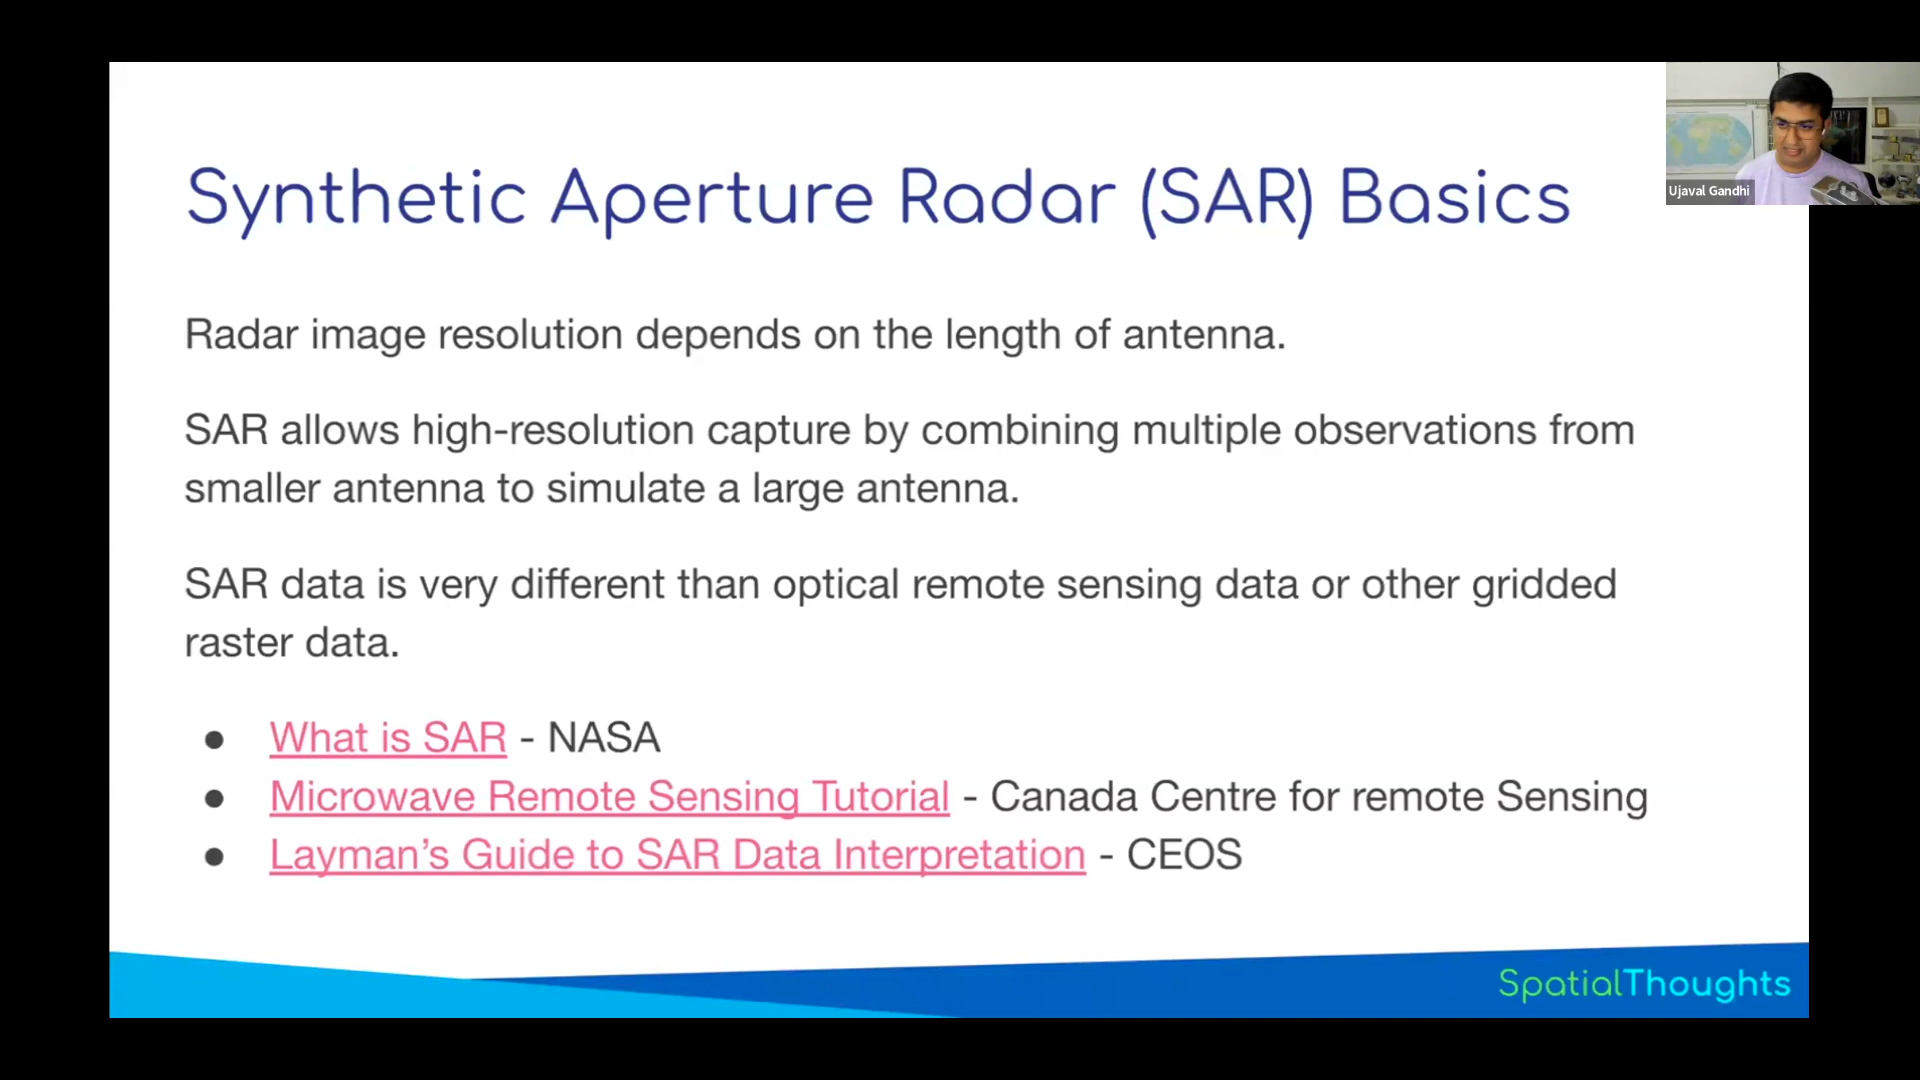 Synthetic Aperture Radar (SAR) Basics
Ujaval Gandhi
Radar image resolution depends on the length of antenna.
SAR allows high-resolution capture by combining multiple observations from
smaller antenna to simulate a large antenna.
SAR data is very different than optical remote sensing data or other gridded
raster data.
● What is SAR - NASA
● Microwave Remote Sensing Tutorial - Canada Centre for remote Sensing
● Layman’s Guide to SAR Data Interpretation - CEOS
SpatialThoughts